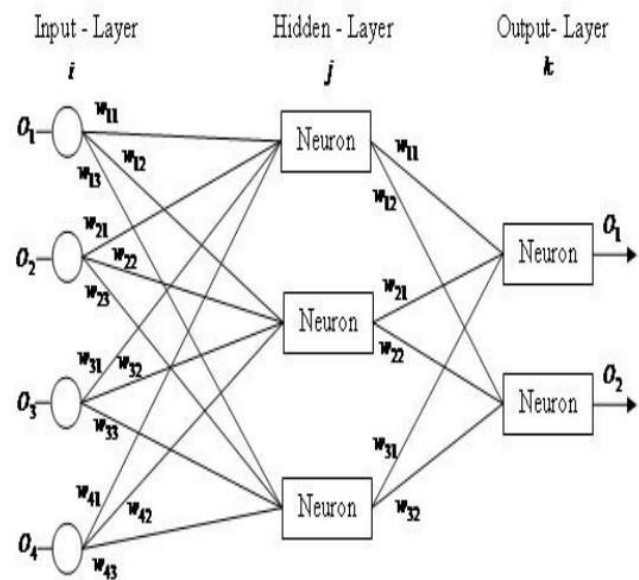 Input - Layer
Hidden - Layer
Output- Layer
i
j
k
O₁
w₁₁
w₁₂
w₁₃
Neuron
w₁₁
w₁₂
O₂
w₂₁
w₂₂
w₂₃
Neuron
w₂₁
w₂₂
Neuron
O₁
O₃
w₃₁
w₃₂
w₃₃
Neuron
O₂
O₄
w₄₁
w₄₂
w₄₃
Neuron
w₃₁
w₃₂